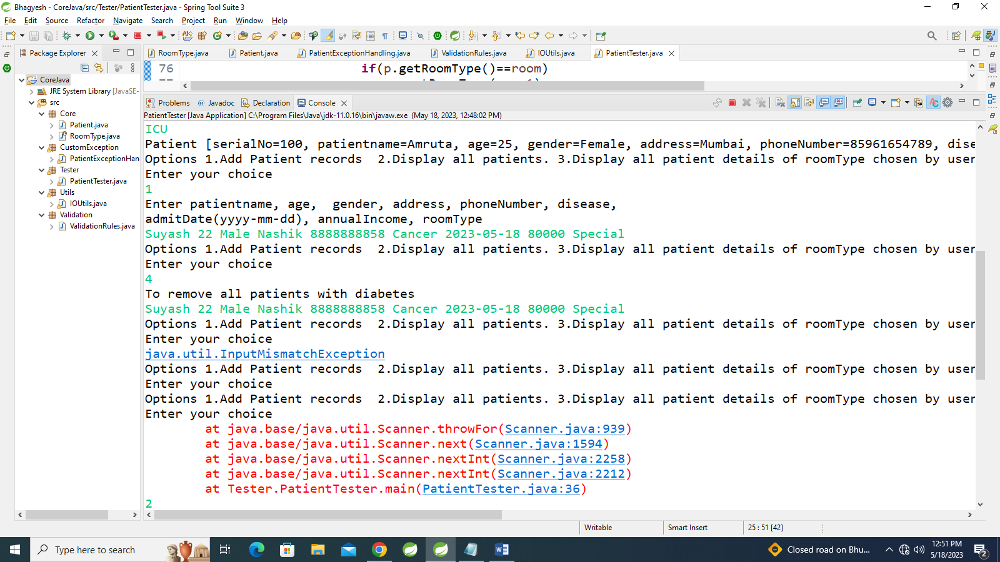 Bhagyesh - CoreJava/src/Tester/PatientTester.java - Spring Tool Suite 3
File Edit Source Refactor Navigate Search Project Run Window Help
Package Explorer
RoomType.java Patient.java PatientExceptionHandling.java ValidationRules.java IOUtils.java PatientTester.java
CoreJava
JRE System Library [JavaSE-
src
Core
Patient.java
RoomType.java
CustomException
PatientExceptionHan
Tester
PatientTester.java
Utils
IOUtils.java
Validation
ValidationRules.java
76 if(p.getRoomType()==room)
Problems Javadoc Declaration Console
PatientTester [Java Application] C:\Program Files\Java\jdk-11.0.16\bin\javaw.exe (May 18, 2023, 12:48:02 PM)
ICU
Patient [serialNo=100, patientname=Amruta, age=25, gender=Female, address=Mumbai, phoneNumber=85961654789, dise
Options 1.Add Patient records 2.Display all patients. 3.Display all patient details of roomType chosen by user
Enter your choice
1
Enter patientname, age, gender, address, phoneNumber, disease,
admitDate(yyyy-mm-dd), annualIncome, roomType
Suyash 22 Male Nashik 8888888858 Cancer 2023-05-18 80000 Special
Options 1.Add Patient records 2.Display all patients. 3.Display all patient details of roomType chosen by user
Enter your choice
4
To remove all patients with diabetes
Suyash 22 Male Nashik 8888888858 Cancer 2023-05-18 80000 Special
Options 1.Add Patient records 2.Display all patients. 3.Display all patient details of roomType chosen by user
Enter your choice
java.util.InputMismatchException
Options 1.Add Patient records 2.Display all patients. 3.Display all patient details of roomType chosen by user
Enter your choice
Options 1.Add Patient records 2.Display all patients. 3.Display all patient details of roomType chosen by user
Enter your choice
at java.base/java.util.Scanner.throwFor(Scanner.java:939)
at java.base/java.util.Scanner.next(Scanner.java:1594)
at java.base/java.util.Scanner.nextInt(Scanner.java:2258)
at java.base/java.util.Scanner.nextInt(Scanner.java:2212)
at Tester.PatientTester.main(PatientTester.java:36)
2
Writable Smart Insert 25 : 51 [42]
Type here to search
Closed road on Bhu...
12:51 PM
5/18/2023
2